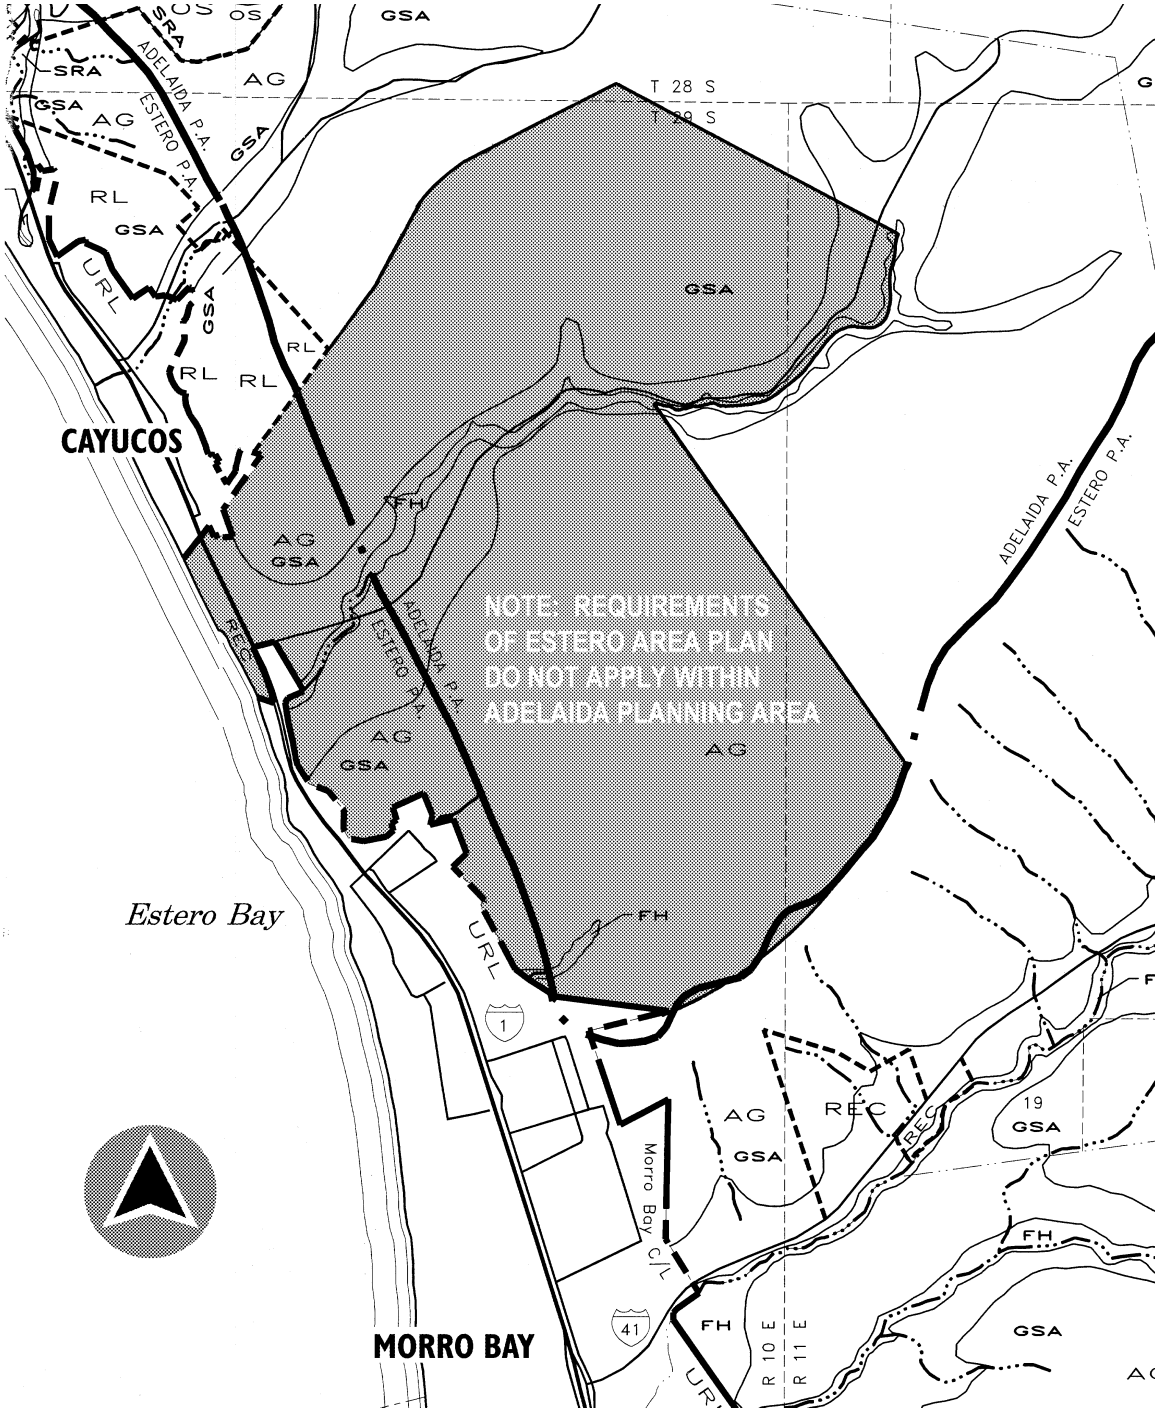 OS
OS
GSA
SRA
SRA
AG
ADELAIDA P.A.
ESTERO P.A.
T 28 S
T 29 S
GSA
AG
GSA
RL
GSA
URL
GSA
GSA
RL
RL
RL
CAYUCOS
FH
AG
GSA
ADELAIDA P.A.
ESTERO P.A.
NOTE: REQUIREMENTS
OF ESTERO AREA PLAN
DO NOT APPLY WITHIN
ADELAIDA PLANNING AREA
REC
ADELAIDA P.A.
ESTERO P.A.
AG
GSA
AG
Estero Bay
FH
URL
1
AG
GSA
REC
REC
19
GSA
Morro Bay C/L
FH
41
FH
R 10 E
R 11 E
GSA
MORRO BAY